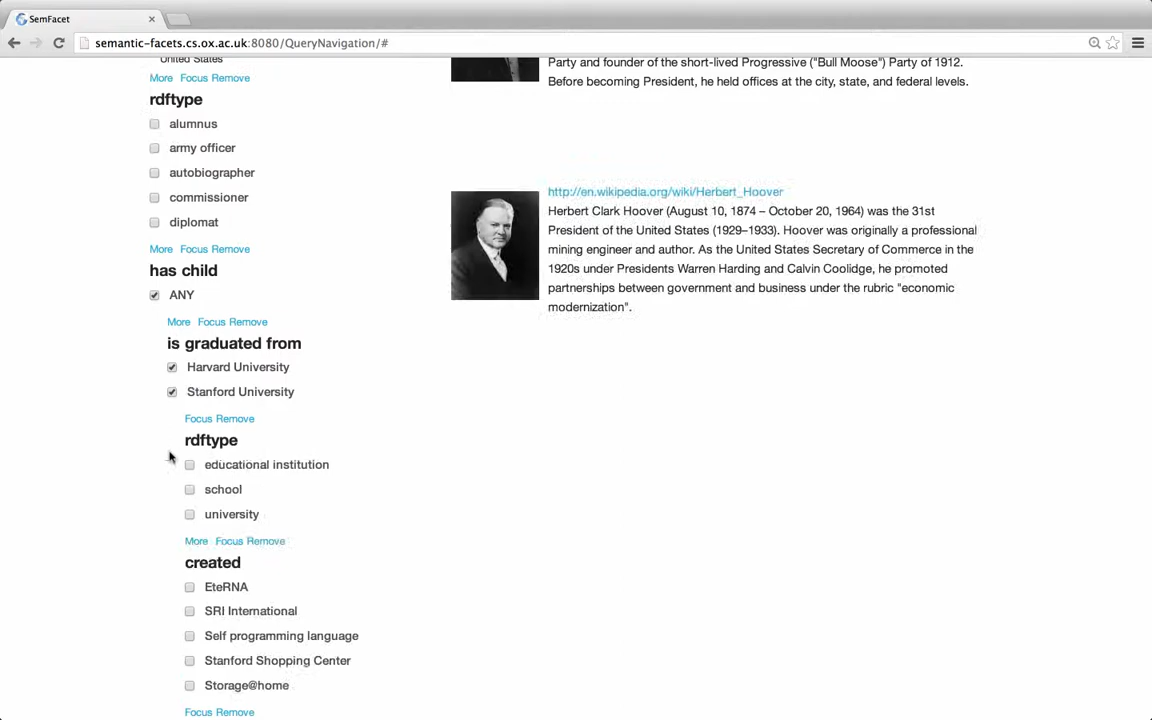 SemFacet
semantic-facets.cs.ox.ac.uk:8080/QueryNavigation/#
United States
More Focus Remove
rdftype
alumnus
army officer
autobiographer
commissioner
diplomat
More Focus Remove
has child
ANY
More Focus Remove
is graduated from
Harvard University
Stanford University
Focus Remove
rdftype
educational institution
school
university
More Focus Remove
created
EteRNA
SRI International
Self programming language
Stanford Shopping Center
Storage@home
Focus Remove
Party and founder of the short-lived Progressive ("Bull Moose") Party of 1912.
Before becoming President, he held offices at the city, state, and federal levels.
http://en.wikipedia.org/wiki/Herbert_Hoover
Herbert Clark Hoover (August 10, 1874 – October 20, 1964) was the 31st
President of the United States (1929–1933). Hoover was originally a professional
mining engineer and author. As the United States Secretary of Commerce in the
1920s under Presidents Warren Harding and Calvin Coolidge, he promoted
partnerships between government and business under the rubric "economic
modernization".